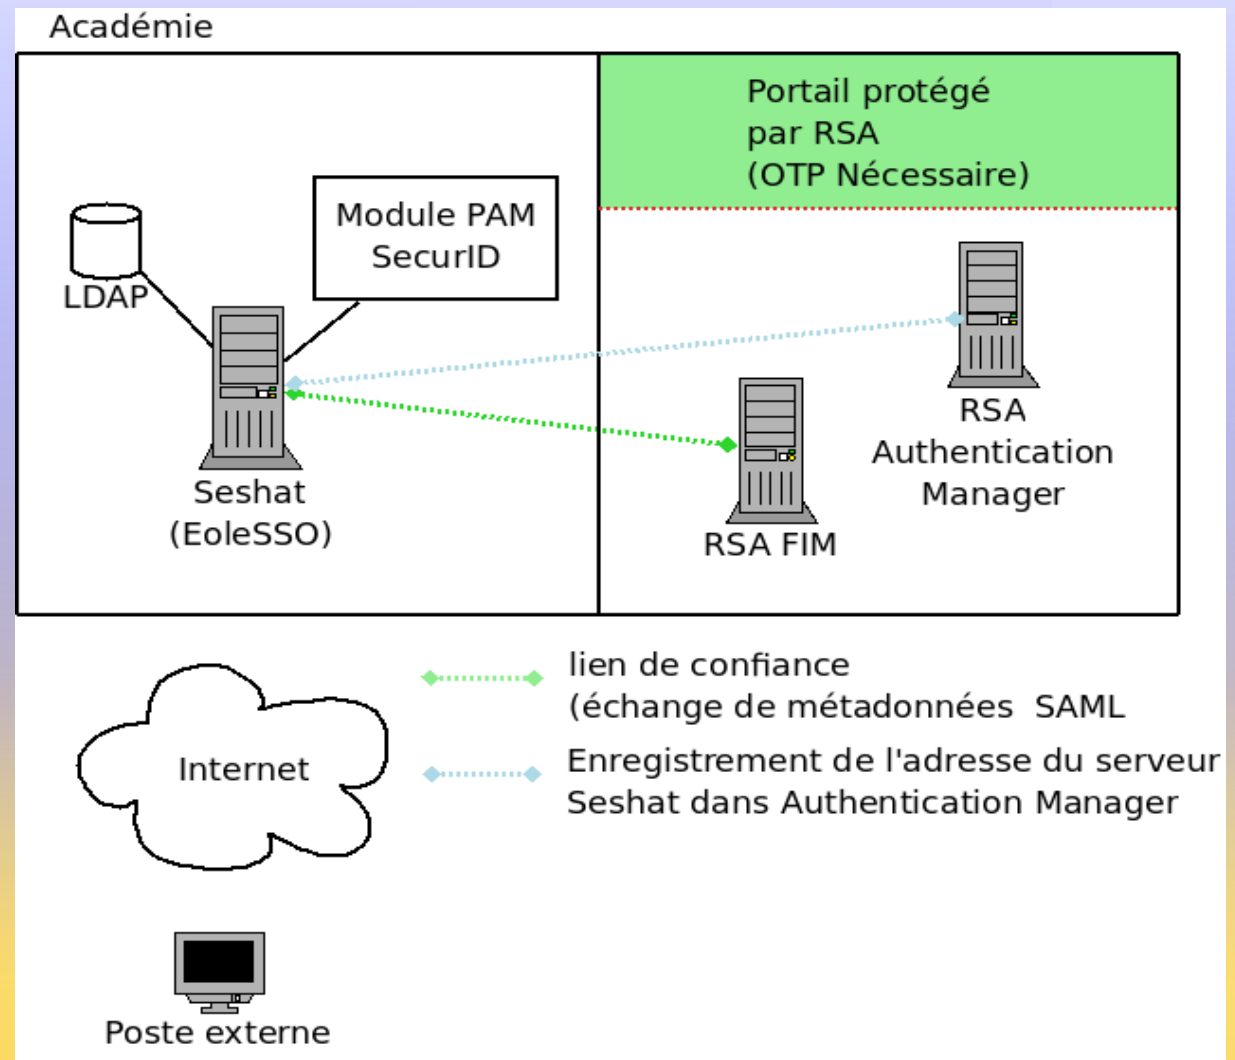 Académie
Portail protégé
par RSA
(OTP Nécessaire)
Module PAM
SecurID
LDAP
Seshat
(EoleSSO)
RSA
Authentication
Manager
RSA FIM
lien de confiance
(échange de métadonnées  SAML
Internet
Enregistrement de l'adresse du serveur
Seshat dans Authentication Manager
Poste externe